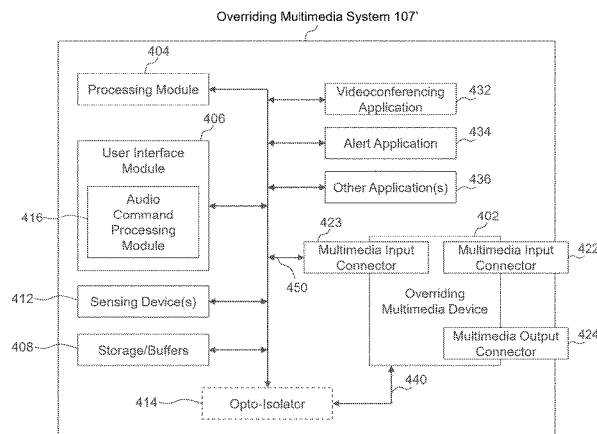 Overriding Multimedia System 107'
404
Processing Module
406
User Interface
Module
416
Audio
Command
Processing
Module
412
Sensing Device(s)
408
Storage/Buffers
414
Opto-Isolator
Videoconferencing
Application
432
Alert Application
434
Other Application(s)
436
423
402
Multimedia Input
Connector
Multimedia Input
Connector
422
450
Overriding
Multimedia Device
Multimedia Output
Connector
424
440